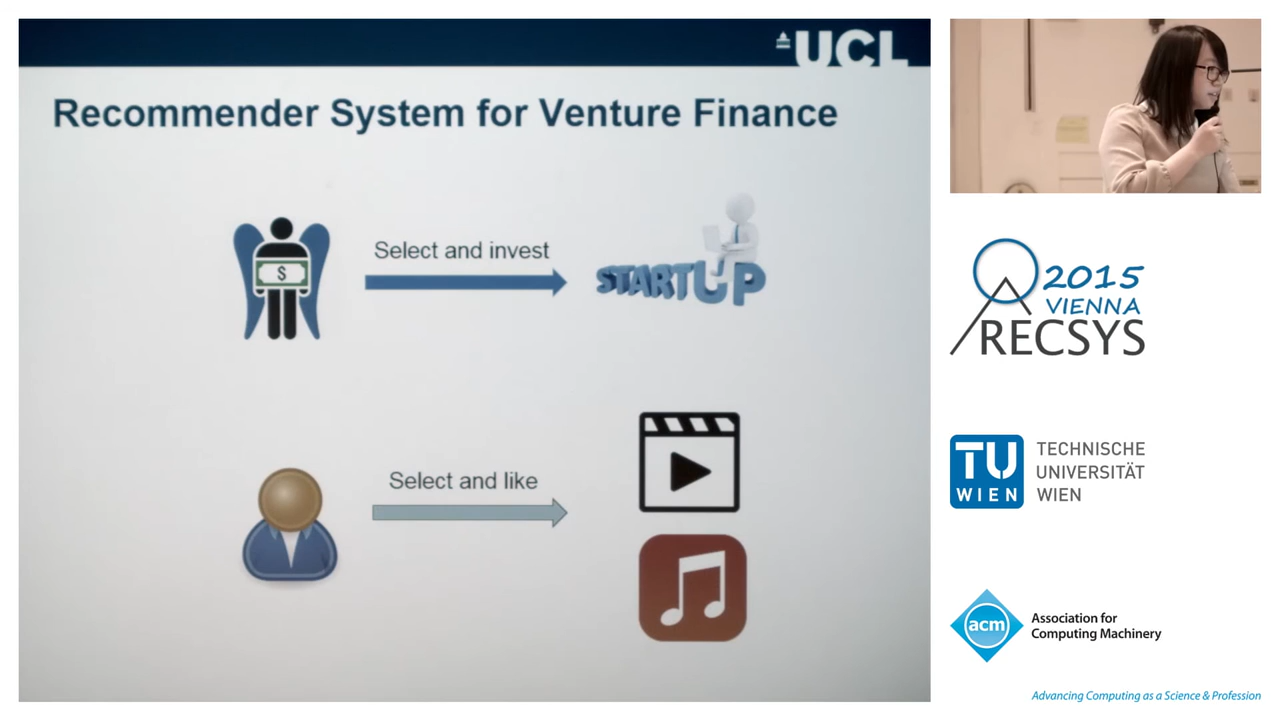 UCL
Recommender System for Venture Finance
$
Select and invest
STARTUP
Select and like
2015
VIENNA
RECSYS
TU
WIEN
TECHNISCHE
UNIVERSITÄT
WIEN
acm
Association for
Computing Machinery
Advancing Computing as a Science & Profession